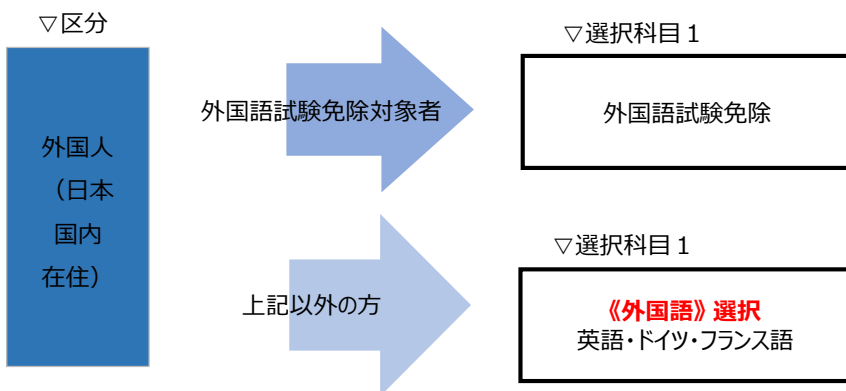 ▽区分
外国人
（日本
国内
在住）
外国語試験免除対象者
▽選択科目１
外国語試験免除
上記以外の方
▽選択科目１
《外国語》選択
英語・ドイツ・フランス語